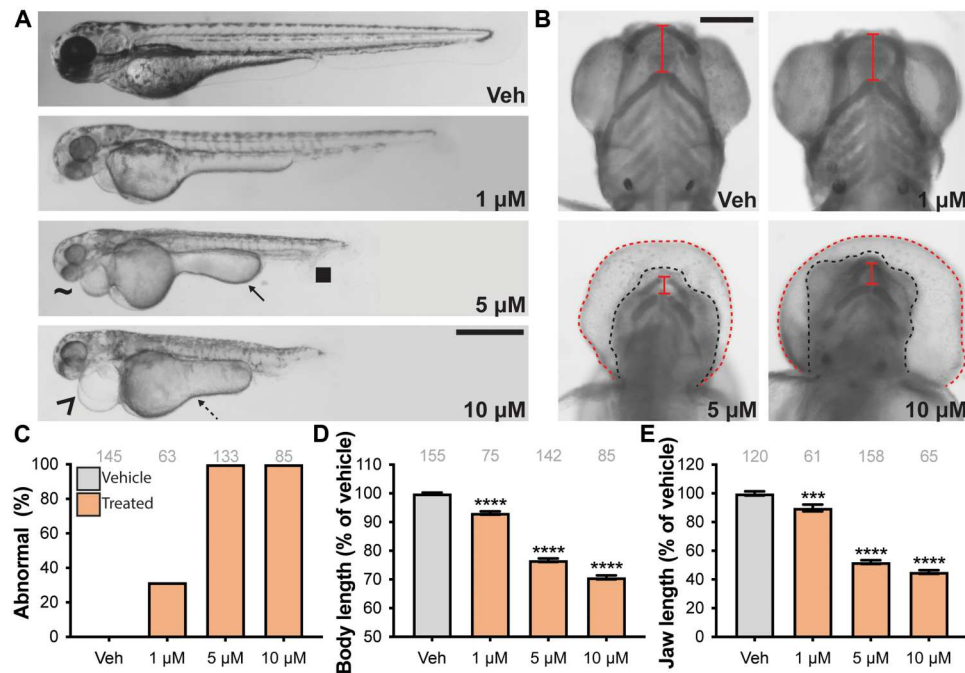 A
Veh
1 µM
~
5 µM
>
10 µM
B
Veh
1 µM
5 µM
10 µM
C
145 63 133 85
Abnormal (%)
100
80
60
40
20
0
Vehicle
Treated
Veh 1 µM 5 µM 10 µM
D
155 75 142 85
Body length (% of vehicle)
110
100
90
80
70
60
50
****
****
****
Veh 1 µM 5 µM 10 µM
E
120 61 158 65
Jaw length (% of vehicle)
120
100
80
60
40
20
0
***
****
****
Veh 1 µM 5 µM 10 µM